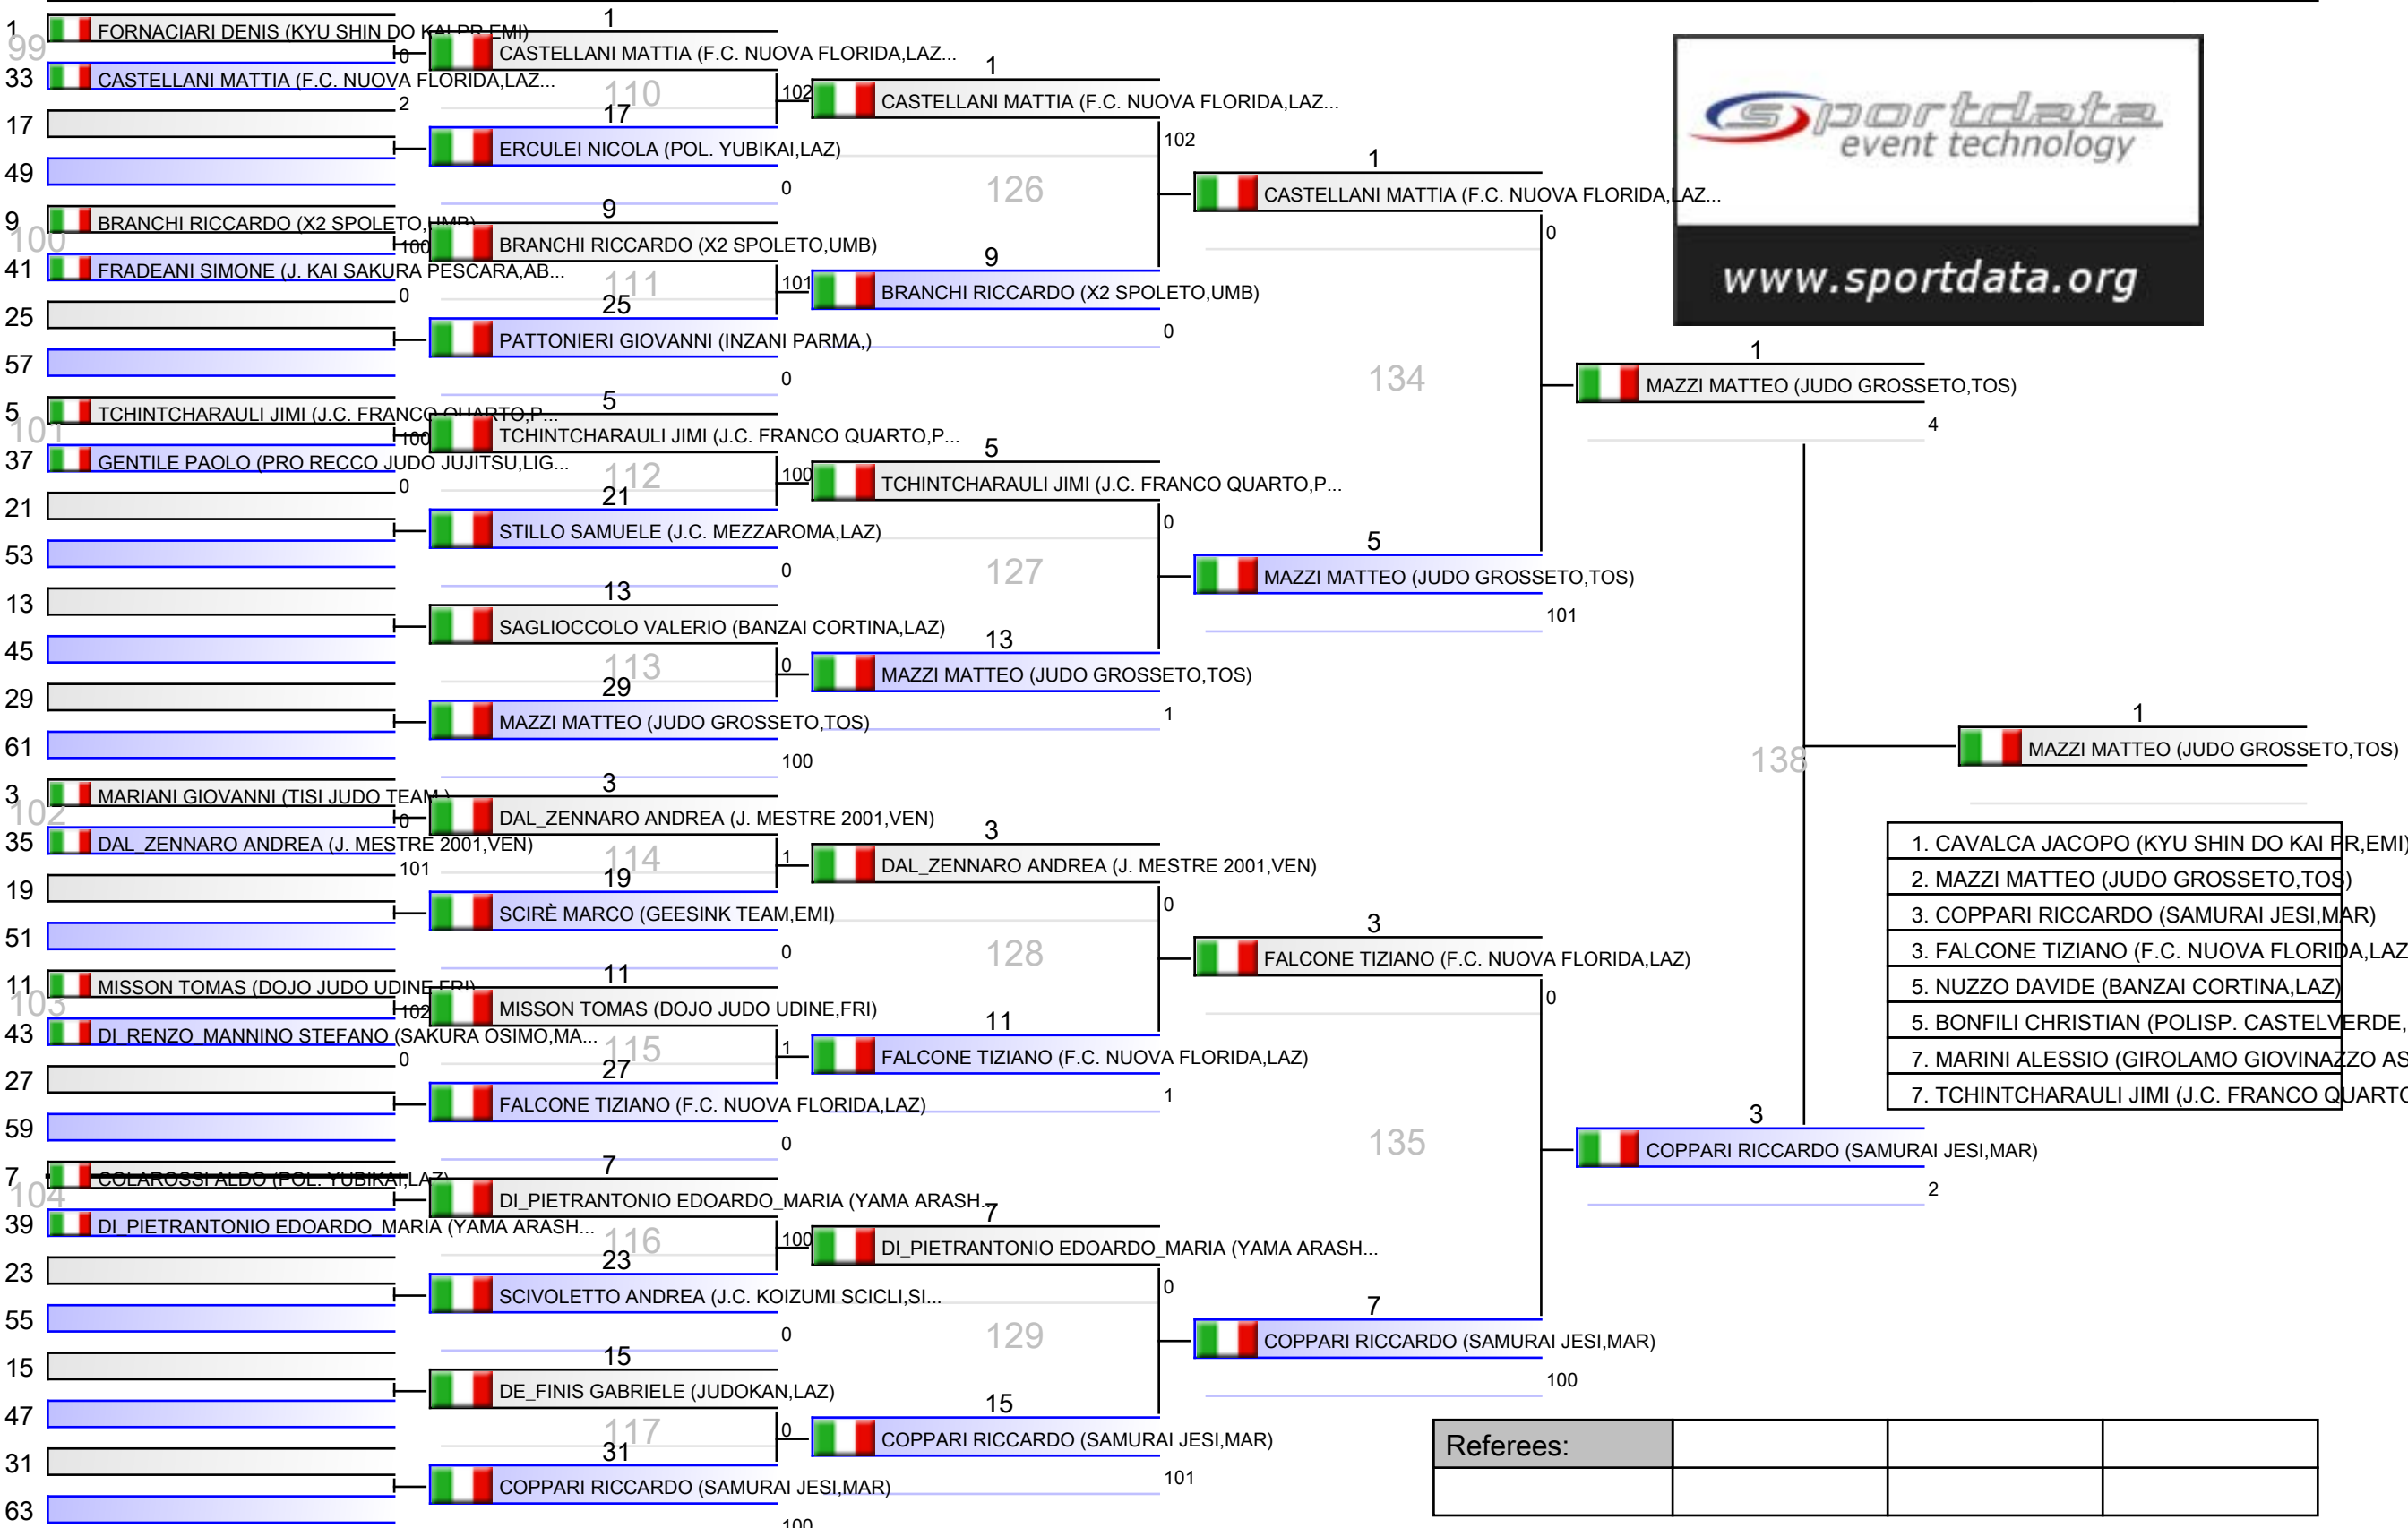 1 FORNACIARI DENIS (KYU SHIN DO KAI PR,EMI)
99
0
33 CASTELLANI MATTIA (F.C. NUOVA FLORIDA,LAZ...
2
17
49
9 BRANCHI RICCARDO (X2 SPOLETO,UMB)
100
100
41 FRADEANI SIMONE (J. KAI SAKURA PESCARA,AB...
0
25
57
5 TCHINTCHARAULI JIMI (J.C. FRANCO QUARTO,P...
101
100
37 GENTILE PAOLO (PRO RECCO JUDO JUJITSU,LIG...
0
21
53
13
45
29
61
3 MARIANI GIOVANNI (TISI JUDO TEAM,)
102
0
35 DAL_ZENNARO ANDREA (J. MESTRE 2001,VEN)
101
19
51
11 MISSON TOMAS (DOJO JUDO UDINE,FRI)
103
102
43 DI_RENZO_MANNINO STEFANO (SAKURA OSIMO,MA...
0
27
59
7 COLAROSSI ALDO (POL. YUBIKAI,LAZ)
104
39 DI_PIETRANTONIO EDOARDO_MARIA (YAMA ARASH...
23
55
15
47
31
63
1
CASTELLANI MATTIA (F.C. NUOVA FLORIDA,LAZ...
110
102
17
ERCULEI NICOLA (POL. YUBIKAI,LAZ)
0
9
BRANCHI RICCARDO (X2 SPOLETO,UMB)
111
101
25
PATTONIERI GIOVANNI (INZANI PARMA,)
0
5
TCHINTCHARAULI JIMI (J.C. FRANCO QUARTO,P...
112
100
21
STILLO SAMUELE (J.C. MEZZAROMA,LAZ)
0
13
SAGLIOCCOLO VALERIO (BANZAI CORTINA,LAZ)
113
0
29
MAZZI MATTEO (JUDO GROSSETO,TOS)
100
3
DAL_ZENNARO ANDREA (J. MESTRE 2001,VEN)
114
1
19
SCIRÈ MARCO (GEESINK TEAM,EMI)
0
11
MISSON TOMAS (DOJO JUDO UDINE,FRI)
115
1
27
FALCONE TIZIANO (F.C. NUOVA FLORIDA,LAZ)
0
7
DI_PIETRANTONIO EDOARDO_MARIA (YAMA ARASH...
116
100
23
SCIVOLETTO ANDREA (J.C. KOIZUMI SCICLI,SI...
0
15
DE_FINIS GABRIELE (JUDOKAN,LAZ)
117
0
31
COPPARI RICCARDO (SAMURAI JESI,MAR)
100
1
CASTELLANI MATTIA (F.C. NUOVA FLORIDA,LAZ...
102
126
9
BRANCHI RICCARDO (X2 SPOLETO,UMB)
0
5
TCHINTCHARAULI JIMI (J.C. FRANCO QUARTO,P...
0
127
13
MAZZI MATTEO (JUDO GROSSETO,TOS)
1
3
DAL_ZENNARO ANDREA (J. MESTRE 2001,VEN)
0
128
11
FALCONE TIZIANO (F.C. NUOVA FLORIDA,LAZ)
1
7
DI_PIETRANTONIO EDOARDO_MARIA (YAMA ARASH...
0
129
15
COPPARI RICCARDO (SAMURAI JESI,MAR)
101
1
CASTELLANI MATTIA (F.C. NUOVA FLORIDA,LAZ...
0
134
5
MAZZI MATTEO (JUDO GROSSETO,TOS)
101
3
FALCONE TIZIANO (F.C. NUOVA FLORIDA,LAZ)
0
135
7
COPPARI RICCARDO (SAMURAI JESI,MAR)
100
sportdata
event technology
www.sportdata.org
1
MAZZI MATTEO (JUDO GROSSETO,TOS)
4
138
3
COPPARI RICCARDO (SAMURAI JESI,MAR)
2
1
MAZZI MATTEO (JUDO GROSSETO,TOS)
1. CAVALCA JACOPO (KYU SHIN DO KAI PR,EMI)
2. MAZZI MATTEO (JUDO GROSSETO,TOS)
3. COPPARI RICCARDO (SAMURAI JESI,MAR)
3. FALCONE TIZIANO (F.C. NUOVA FLORIDA,LAZ
5. NUZZO DAVIDE (BANZAI CORTINA,LAZ)
5. BONFILI CHRISTIAN (POLISP. CASTELVERDE,
7. MARINI ALESSIO (GIROLAMO GIOVINAZZO AS
7. TCHINTCHARAULI JIMI (J.C. FRANCO QUARTO
Referees: